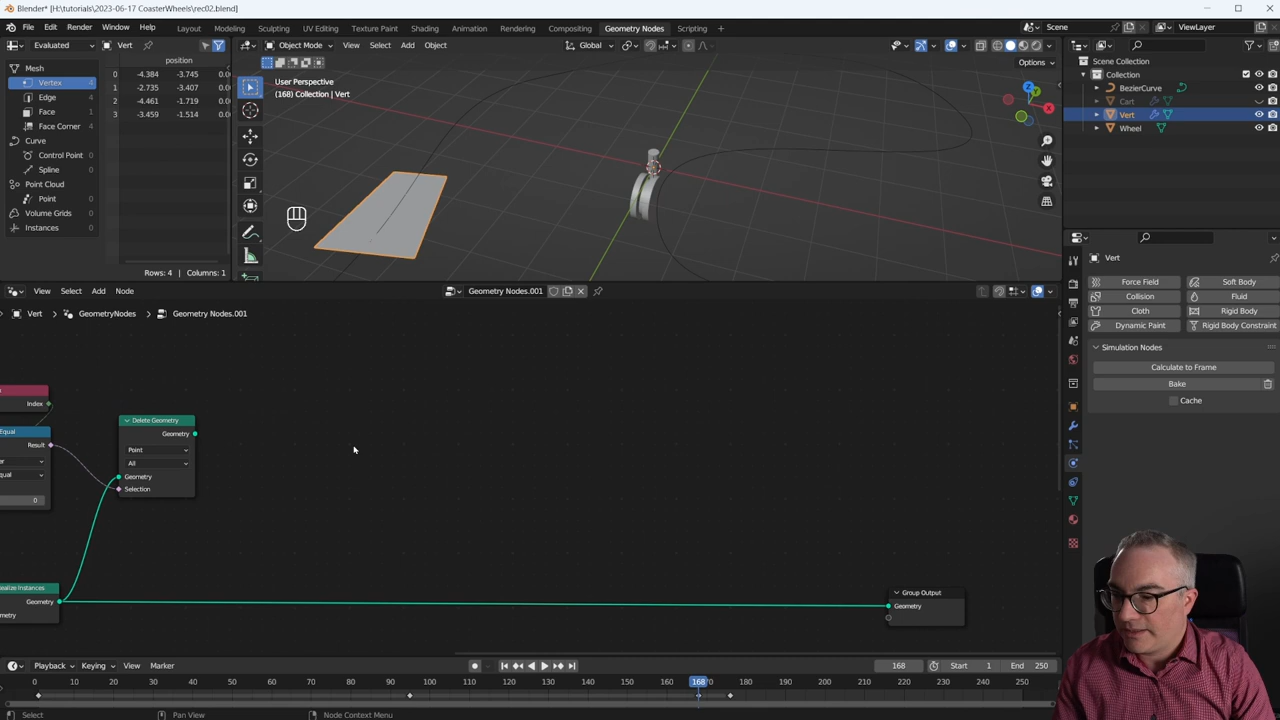 Blender* [H:\tutorials\2023-06-17 CoasterWheels\rec02.blend]
File Edit Render Window Help Layout Modeling Sculpting UV Editing Texture Paint Shading Animation Rendering Compositing Geometry Nodes Scripting Scene ViewLayer
Evaluated Vert Object Mode View Select Add Object Global
Options
Mesh
Vertex 4
Edge 4
Face 1
Face Corner 4
Curve
Control Point 0
Spline 0
Point Cloud
Point 0
Volume Grids
Instances 0
position
0 -4.384 -3.745 0.0
1 -2.735 -3.407 0.0
2 -4.461 -1.719 0.0
3 -3.459 -1.514 0.0
Rows: 4 | Columns: 1
User Perspective
(168) Collection | Vert
Z
X
Scene Collection
Collection
BezierCurve
Cart
Vert
Wheel
View Select Add Node Geometry Nodes.001
Vert GeometryNodes Geometry Nodes.001
Index
Equal
Result
0
Delete Geometry
Geometry
Point
All
Geometry
Selection
ealize Instances
Geometry
Group Output
Geometry
Vert
Force Field Soft Body
Collision Fluid
Cloth Rigid Body
Dynamic Paint Rigid Body Constraint
Simulation Nodes
Calculate to Frame
Bake
Cache
Playback Keying View Marker 168 Start 1 End 250
0 10 20 30 40 50 60 70 80 90 100 110 120 130 140 150 160 168 180 190 200 210 220 230 240 250
Select Pan View Node Context Menu